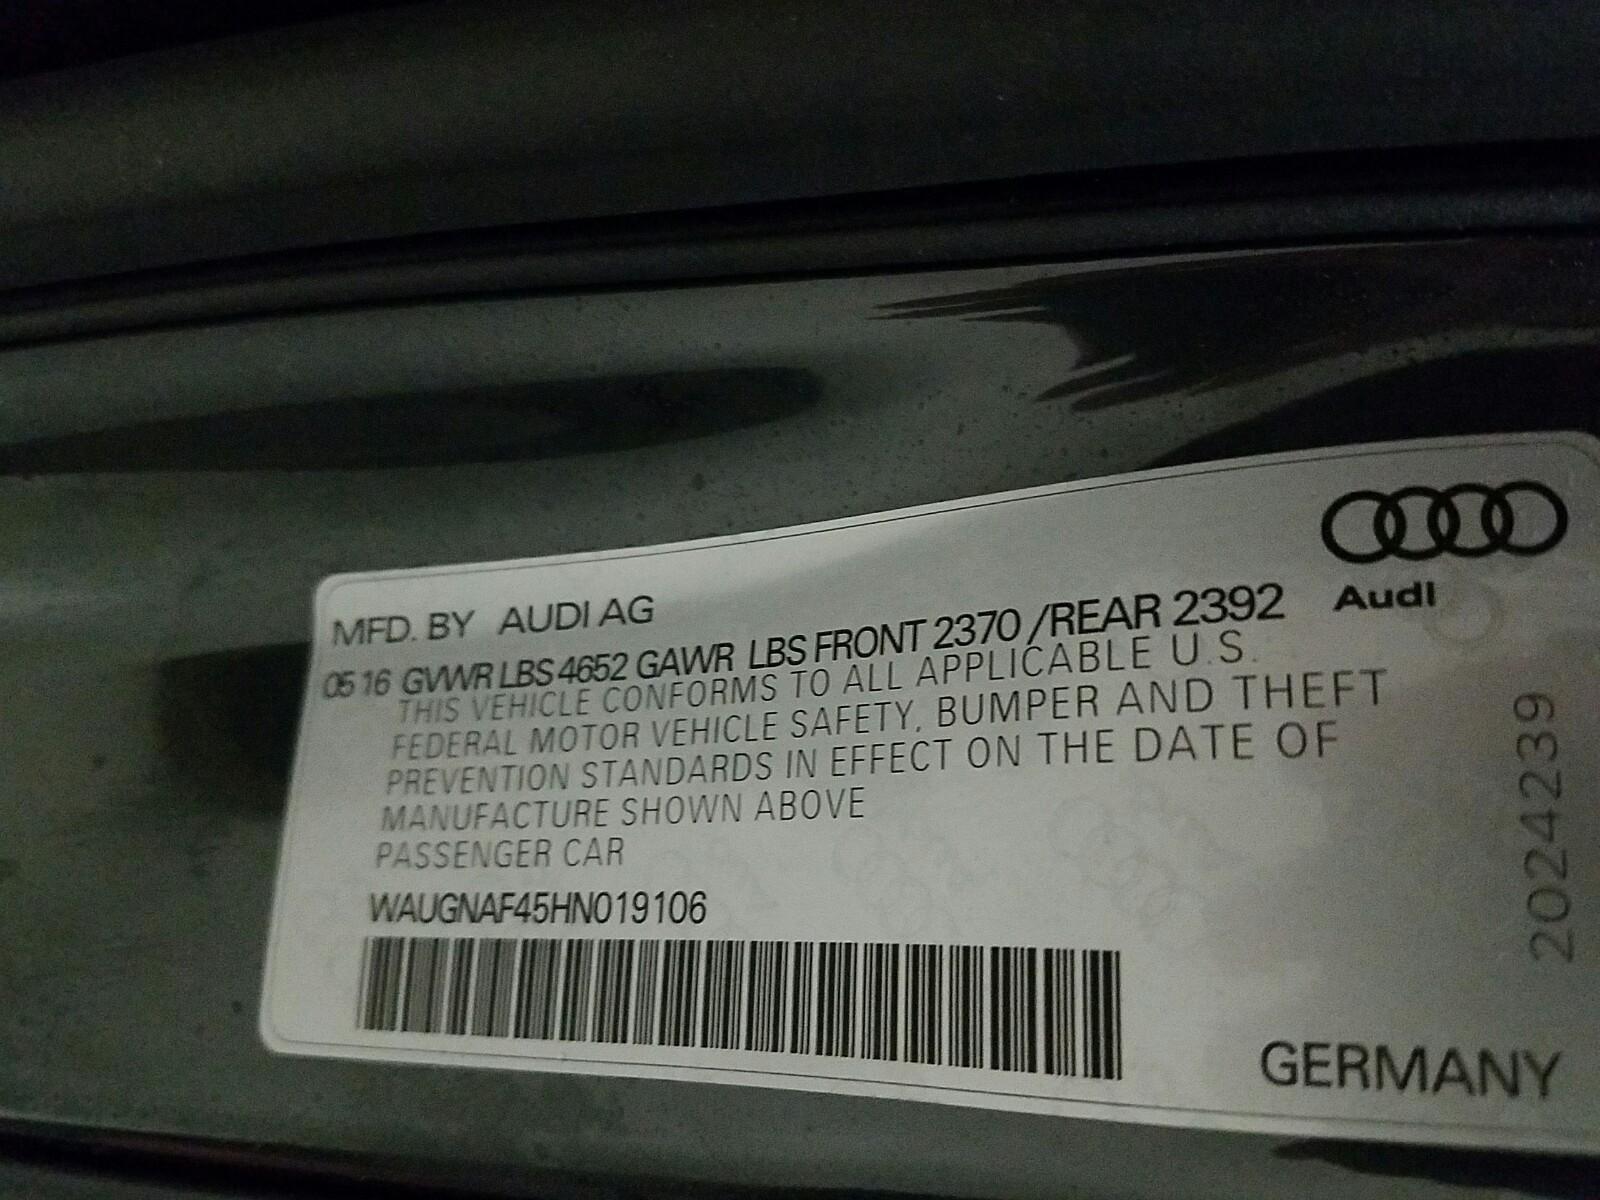 Audi
MFD. BY AUDI AG
05 16 GVWR LBS 4652 GAWR LBS FRONT 2370 /REAR 2392
THIS VEHICLE CONFORMS TO ALL APPLICABLE U.S.
FEDERAL MOTOR VEHICLE SAFETY, BUMPER AND THEFT
PREVENTION STANDARDS IN EFFECT ON THE DATE OF
MANUFACTURE SHOWN ABOVE
PASSENGER CAR
WAUGNAF45HN019106
2024239
GERMANY